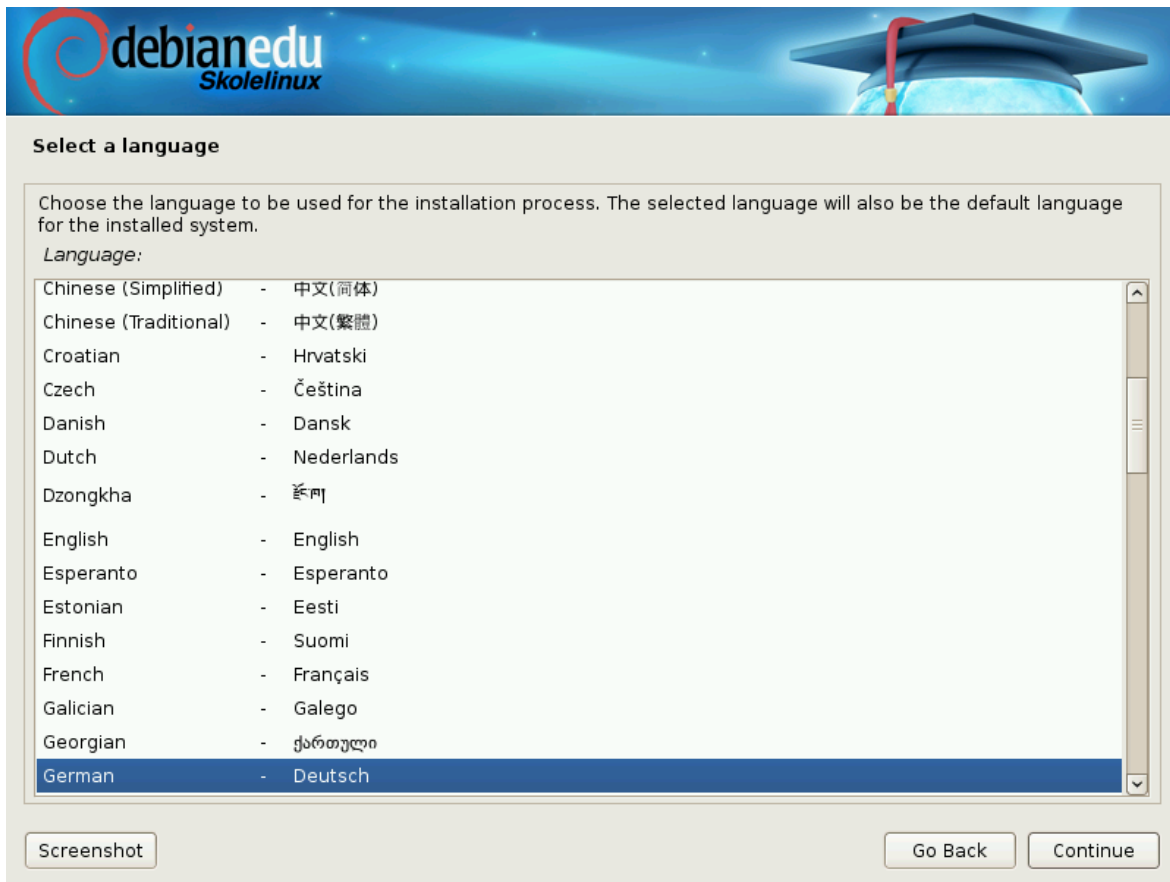 debianedu
Skolelinux
Select a language
Choose the language to be used for the installation process. The selected language will also be the default language
for the installed system.
Language:
Chinese (Simplified) - 中文(简体)
Chinese (Traditional) - 中文(繁體)
Croatian - Hrvatski
Czech - Čeština
Danish - Dansk
Dutch - Nederlands
Dzongkha - རྫོང་ཁ།
English - English
Esperanto - Esperanto
Estonian - Eesti
Finnish - Suomi
French - Français
Galician - Galego
Georgian - ქართული
German - Deutsch
Screenshot
Go Back
Continue